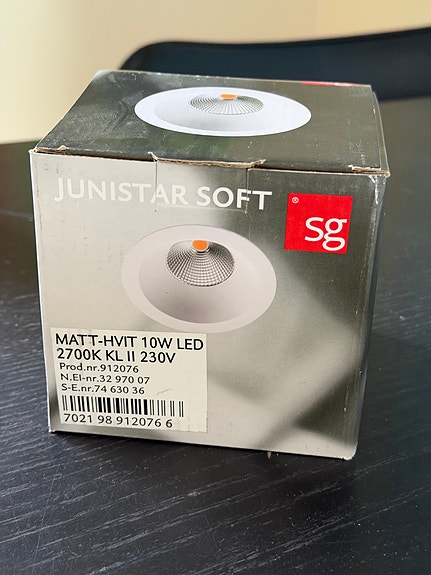 JUNISTAR SOFT
®
sg
MATT-HVIT 10W LED
2700K KL II 230V
Prod.nr.912076
N.El-nr.32 970 07
S-E.nr.74 630 36
7021 98 912076 6